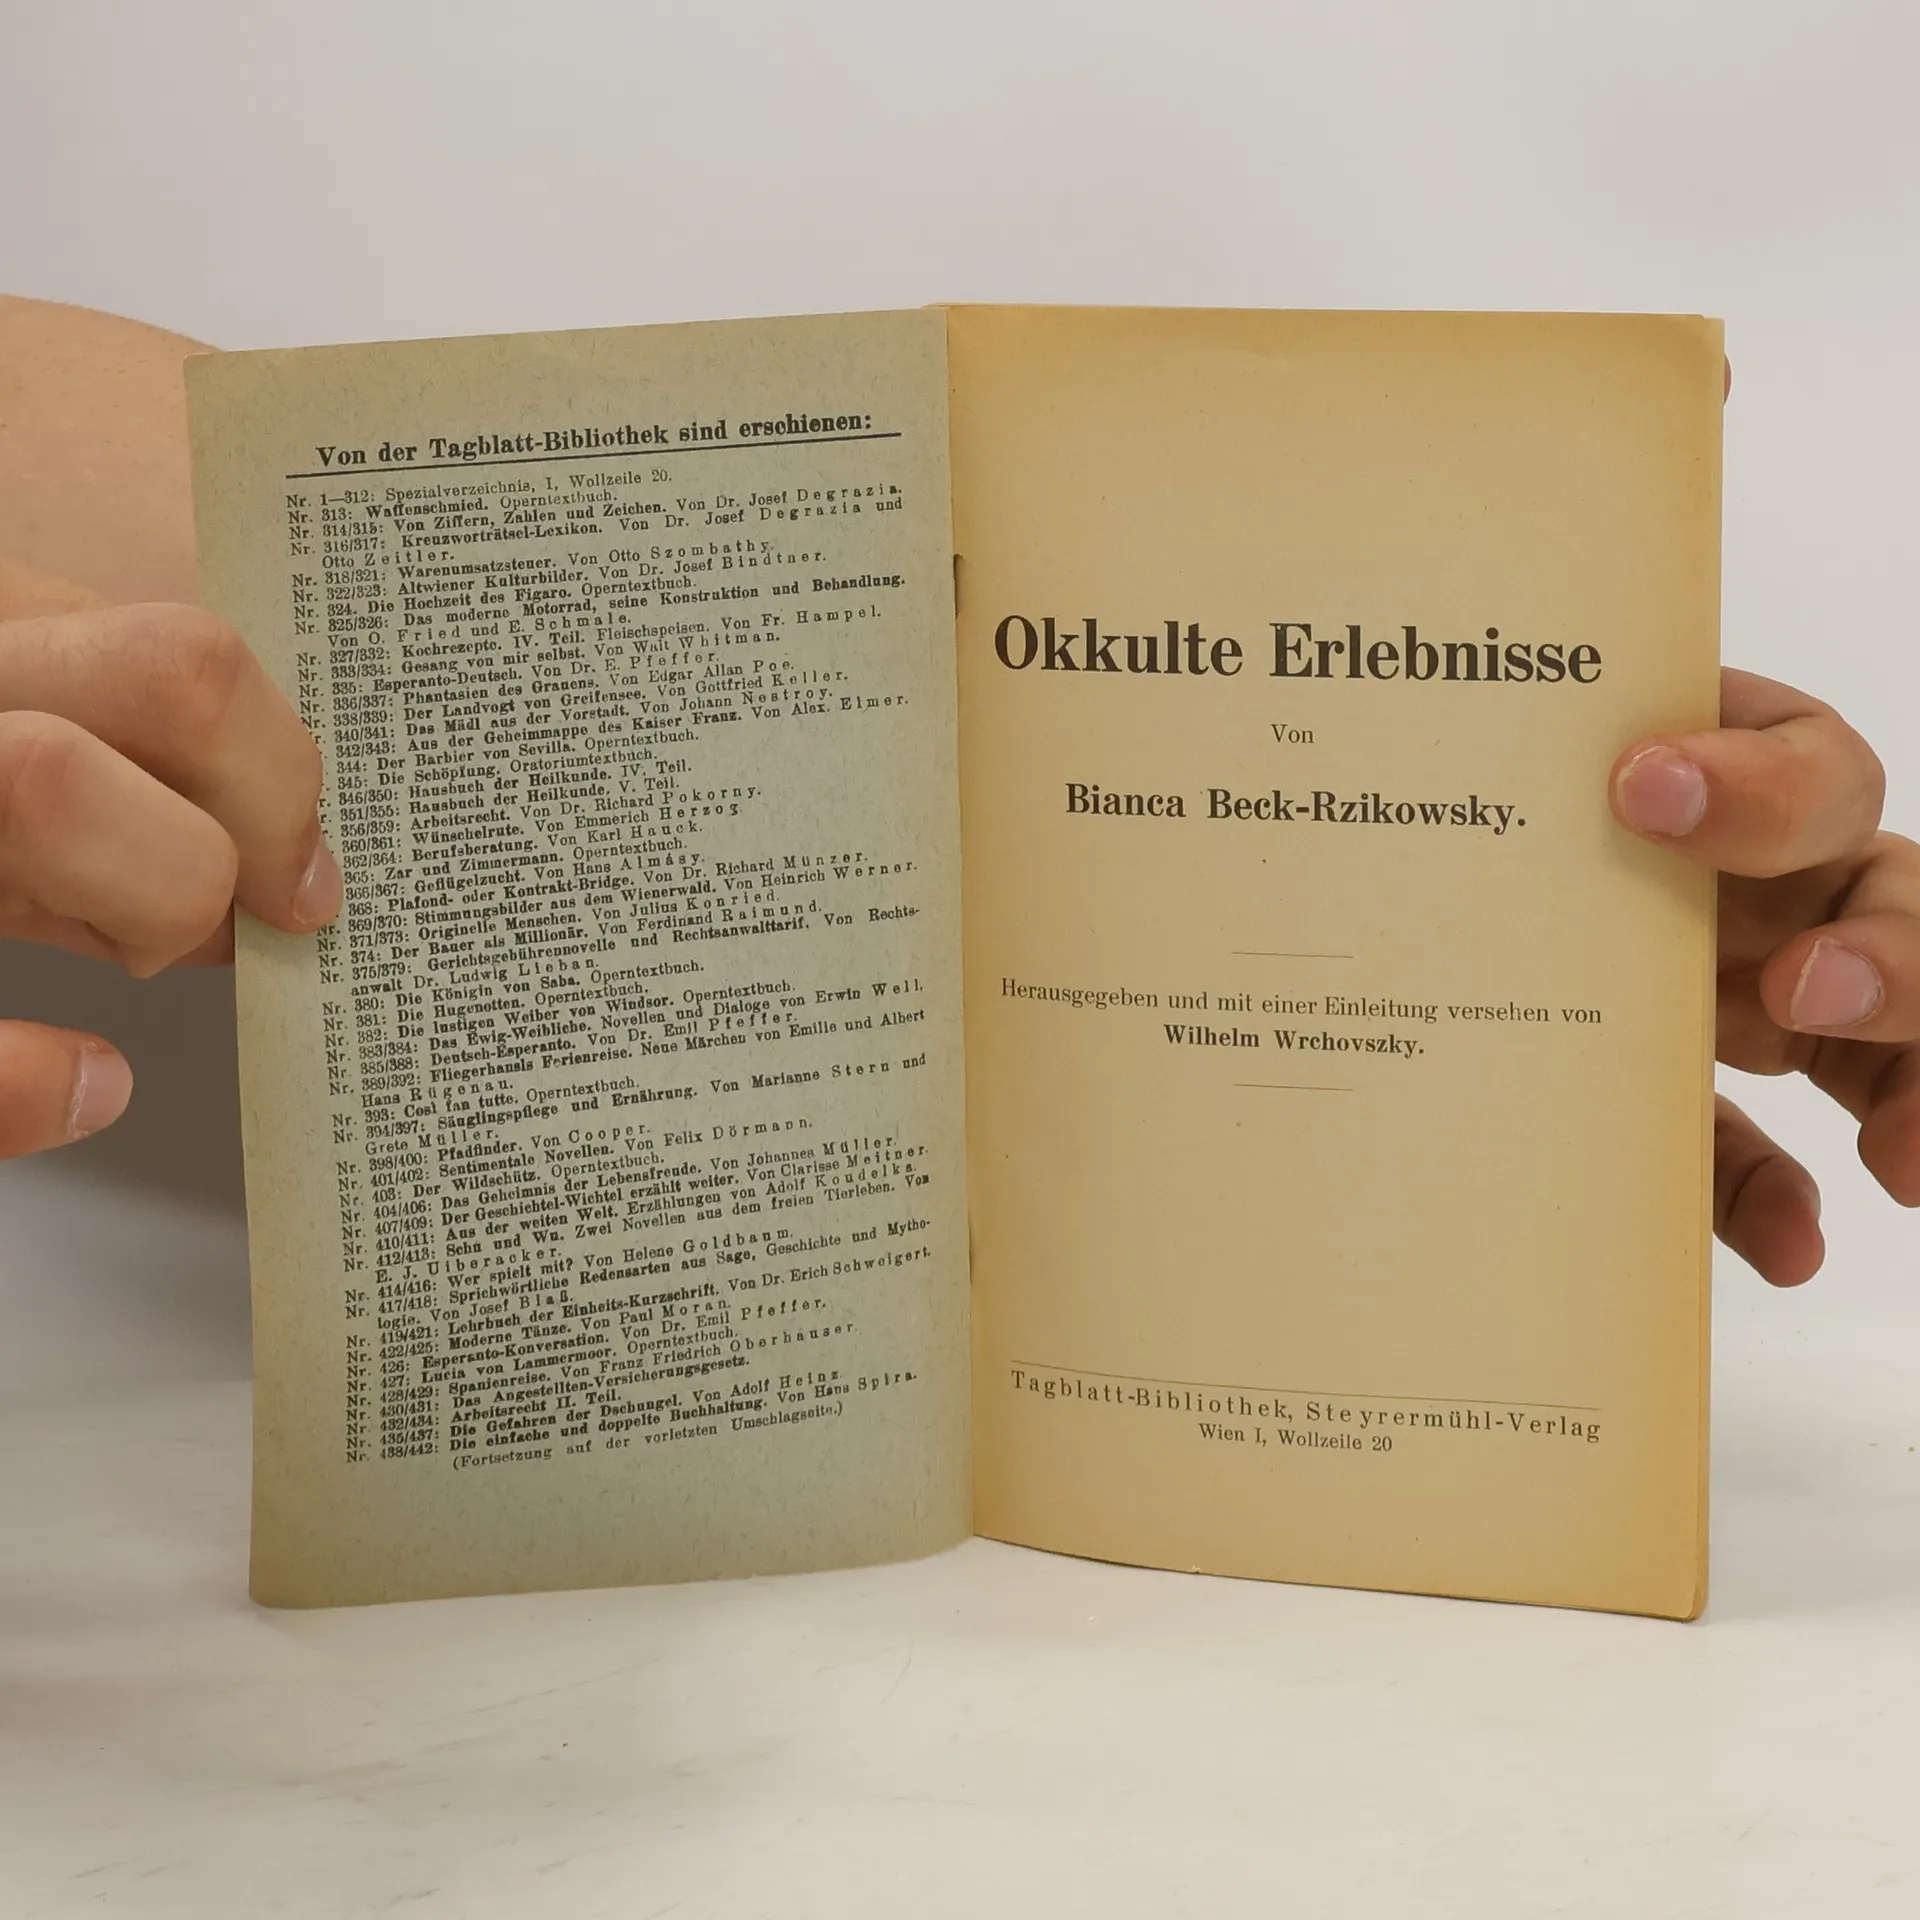 Von der Tagblatt-Bibliothek sind erschienen:
Nr. 1—312: Spezialverzeichnis, I, Wollzeile 20.
Nr. 313: Waffenschmied. Operntextbuch.
Nr. 314/315: Von Ziffern, Zahlen und Zeichen. Von Dr. Josef Degrazia.
Nr. 316/317: Kreuzworträtsel-Lexikon. Von Dr. Josef Degrazia und
Otto Zeitler.
Nr. 318/321: Warenumsatzsteuer. Von Otto Szombathy.
Nr. 322/323: Altwiener Kulturbilder. Von Dr. Josef Bindtner.
Nr. 324. Die Hochzeit des Figaro. Operntextbuch.
Nr. 325/326: Das moderne Motorrad, seine Konstruktion und Behandlung.
Von O. Fried und E. Schmale.
Nr. 327/332: Kochrezepte. IV. Teil. Fleischspeisen. Von Fr. Hampel.
Nr. 333/334: Gesang von mir selbst. Von Walt Whitman.
Nr. 335: Esperanto-Deutsch. Von Dr. E. Pfeffer.
Nr. 336/337: Phantasien des Grauens. Von Edgar Allan Poe.
Nr. 338/339: Der Landvogt von Greifensee. Von Gottfried Keller.
r. 340/341: Das Mädl aus der Vorstadt. Von Johann Nestroy.
342/343: Aus der Geheimmappe des Kaiser Franz. Von Alex. Elmer.
344: Der Barbier von Sevilla. Operntextbuch.
345: Die Schöpfung. Oratoriumtextbuch.
r. 346/350: Hausbuch der Heilkunde. IV. Teil.
r. 351/355: Hausbuch der Heilkunde. V. Teil.
356/359: Arbeitsrecht. Von Dr. Richard Pokorny.
360/361: Wünschelrute. Von Emmerich Herzog.
362/364: Berufsberatung. Von Karl Hauck.
365: Zar und Zimmermann. Operntextbuch.
366/367: Geflügelzucht. Von Hans Almásy.
368: Plafond- oder Kontrakt-Bridge. Von Dr. Richard Münzer.
Nr. 369/370: Stimmungsbilder aus dem Wienerwald. Von Heinrich Werner.
Nr. 371/373: Originelle Menschen. Von Julius Konried.
Nr. 374: Der Bauer als Millionär. Von Ferdinand Raimund.
Nr. 375/379: Gerichtsgebührennovelle und Rechtsanwalttarif. Von Rechts-
anwalt Dr. Ludwig Lieban.
Nr. 380: Die Königin von Saba. Operntextbuch.
Nr. 381: Die Hugenotten. Operntextbuch.
Nr. 382: Die lustigen Weiber von Windsor. Operntextbuch.
Nr. 383/384: Das Ewig-Weibliche. Novellen und Dialoge von Erwin Well.
Nr. 385/388: Deutsch-Esperanto. Von Dr. Emil Pfeffer.
Nr. 389/392: Fliegerhansls Ferienreise. Neue Märchen von Emilie und Albert
Hans Rügenau.
Nr. 393: Così fan tutte. Operntextbuch.
Nr. 394/397: Säuglingspflege und Ernährung. Von Marianne Stern und
Grete Müller.
Nr. 398/400: Pfadfinder. Von Cooper.
Nr. 401/402: Sentimentale Novellen. Von Felix Dörmann.
Nr. 403: Der Wildschütz. Operntextbuch.
Nr. 404/406: Das Geheimnis der Lebensfreude. Von Johannes Müller.
Nr. 407/409: Der Geschichtel-Wichtel erzählt weiter. Von Clarisse Meitner.
Nr. 410/411: Aus der weiten Welt. Erzählungen von Adolf Koudelka.
Nr. 412/413: Schu und Wu. Zwei Novellen aus dem freien Tierleben. Von
E. J. Uiberacker.
Nr. 414/416: Wer spielt mit? Von Helene Goldbaum.
Nr. 417/418: Sprichwörtliche Redensarten aus Sage, Geschichte und Mytho-
logie. Von Josef Blaß.
Nr. 419/421: Lehrbuch der Einheits-Kurzschrift. Von Dr. Erich Schweigert.
Nr. 422/425: Moderne Tänze. Von Paul Moran.
Nr. 426: Esperanto-Konversation. Von Dr. Emil Pfeffer.
Nr. 427: Lucia von Lammermoor. Operntextbuch.
Nr. 428/429: Spanienreise. Von Franz Friedrich Oberhauser.
Nr. 430/431: Das Angestellten-Versicherungsgesetz.
Nr. 432/434: Arbeitsrecht II. Teil.
Nr. 435/437: Die Gefahren der Dschungel. Von Adolf Heinz.
Nr. 438/442: Die einfache und doppelte Buchhaltung. Von Hans Spira.
(Fortsetzung auf der vorletzten Umschlagseite.)
Okkulte Erlebnisse
Von
Bianca Beck-Rzikowsky.
Herausgegeben und mit einer Einleitung versehen von
Wilhelm Wrchovszky.
Tagblatt-Bibliothek, Steyrermühl-Verlag
Wien I, Wollzeile 20